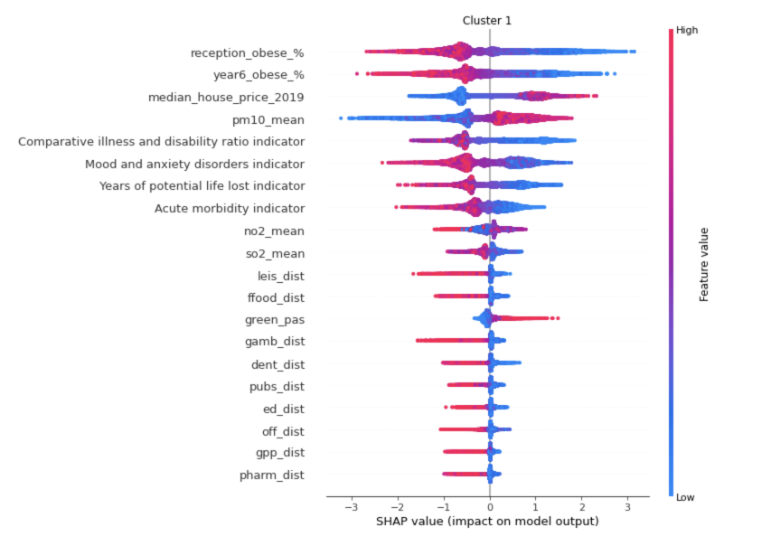 Cluster 1
High
reception_obese_%
year6_obese_%
median_house_price_2019
pm10_mean
Comparative illness and disability ratio indicator
Mood and anxiety disorders indicator
Years of potential life lost indicator
Acute morbidity indicator
no2_mean
so2_mean
leis_dist
ffood_dist
green_pas
gamb_dist
dent_dist
pubs_dist
ed_dist
off_dist
gpp_dist
pharm_dist
Feature value
Low
−3 −2 −1 0 1 2 3
SHAP value (impact on model output)